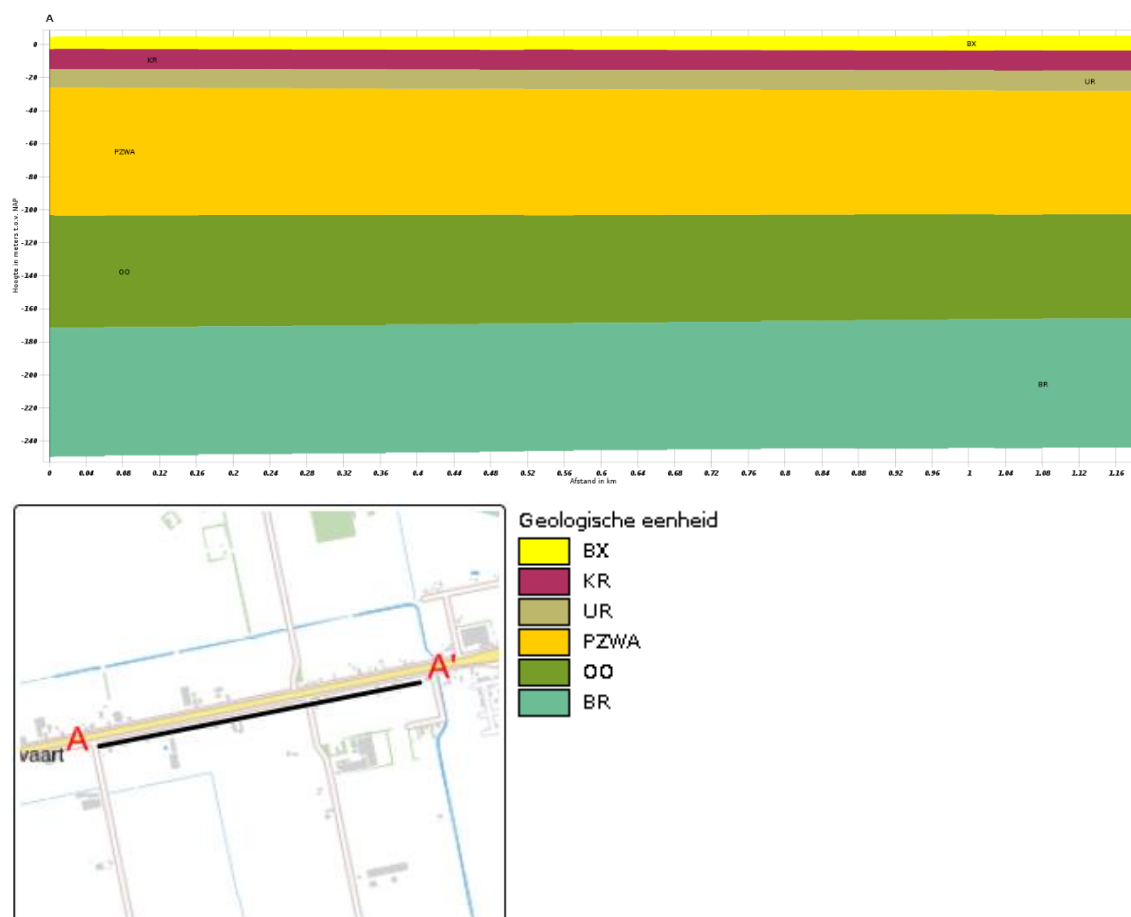 A
0
-20
-40
-60
-80
-100
-120
-140
-160
-180
-200
-220
-240
Hoogte in meters t.o.v. NAP
BX
KR
UR
PZWA
OO
BR
0 0.04 0.08 0.12 0.16 0.2 0.24 0.28 0.32 0.36 0.4 0.44 0.48 0.52 0.56 0.6 0.64 0.68 0.72 0.76 0.8 0.84 0.88 0.92 0.96 1 1.04 1.08 1.12 1.16
Afstand in km
A'
A
vaart
Geologische eenheid
BX
KR
UR
PZWA
OO
BR